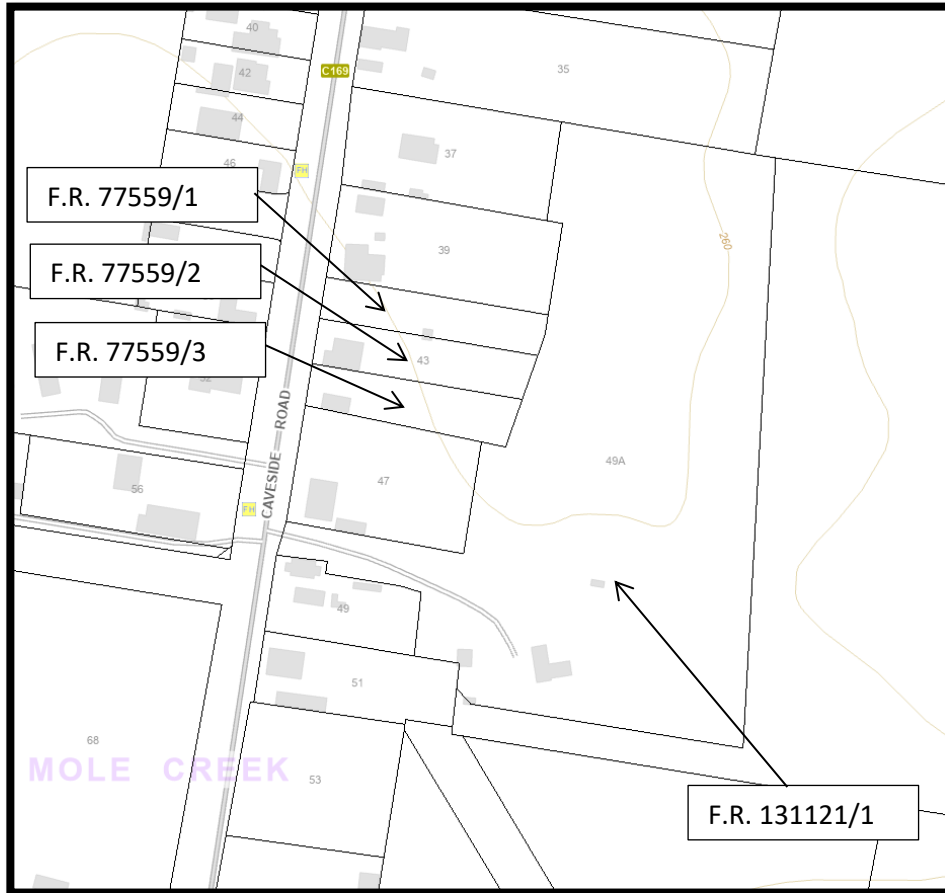 40
42
C169
35
44
37
46
FH
F.R. 77559/1
39
260
F.R. 77559/2
43
F.R. 77559/3
52
CAVESIDE ROAD
49A
47
56
FH
49
51
68
MOLE CREEK
53
F.R. 131121/1